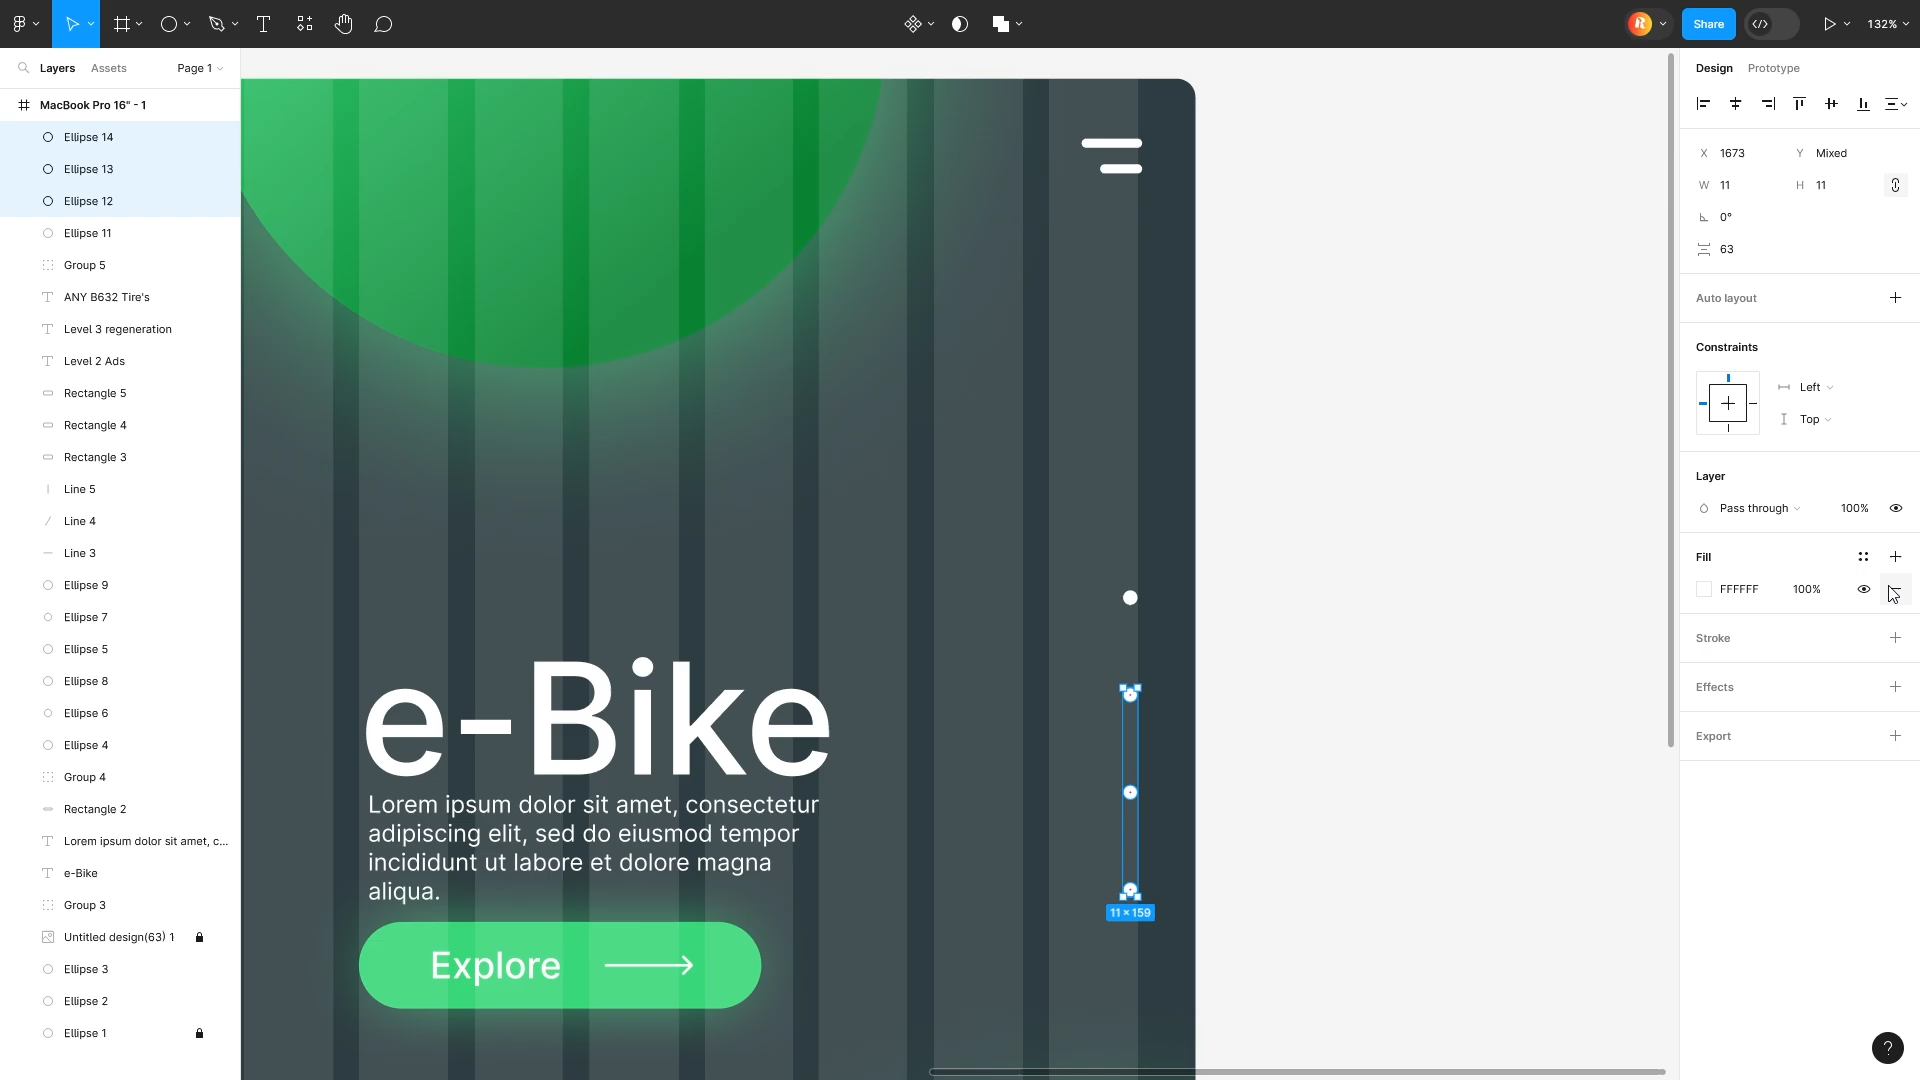 Share
132%
Layers
Assets
Page 1
MacBook Pro 16" - 1
Ellipse 14
Ellipse 13
Ellipse 12
Ellipse 11
Group 5
ANY B632 Tire's
Level 3 regeneration
Level 2 Ads
Rectangle 5
Rectangle 4
Rectangle 3
Line 5
Line 4
Line 3
Ellipse 9
Ellipse 7
Ellipse 5
Ellipse 8
Ellipse 6
Ellipse 4
Group 4
Rectangle 2
Lorem ipsum dolor sit amet, c...
e-Bike
Group 3
Untitled design(63) 1
Ellipse 3
Ellipse 2
Ellipse 1
e-Bike
Lorem ipsum dolor sit amet, consectetur
adipiscing elit, sed do eiusmod tempor
incididunt ut labore et dolore magna
aliqua.
Explore
11 × 159
Design
Prototype
X 1673 Y Mixed
W 11 H 11
0°
63
Auto layout
Constraints
Left
Top
Layer
Pass through 100%
Fill
FFFFFF 100%
Stroke
Effects
Export
?